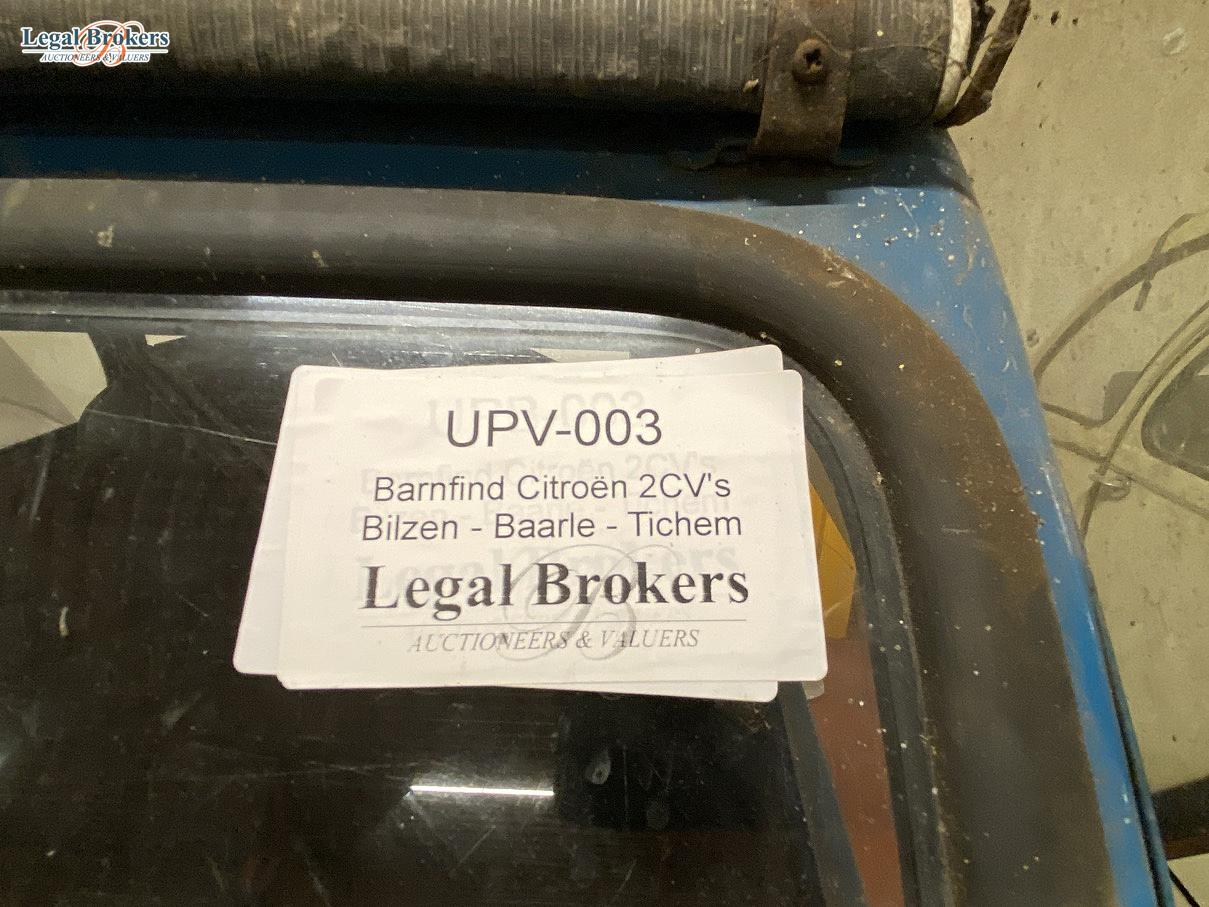 Legal Brokers
AUCTIONEERS & VALUERS
UPV-003
Barnfind Citroën 2CV's
Bilzen - Baarle - Tichem
Legal Brokers
AUCTIONEERS & VALUERS